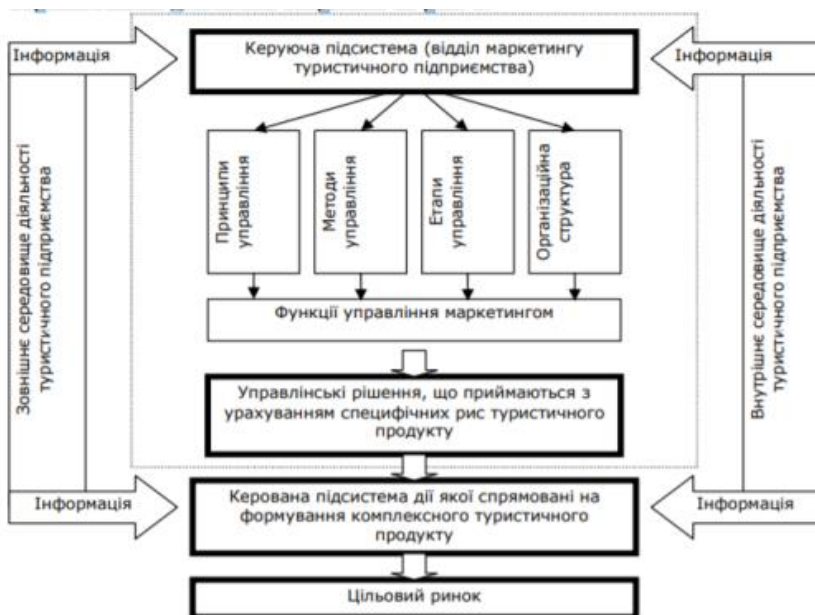 Інформація
Керуюча підсистема (відділ маркетингу
туристичного підприємства)
Інформація
Зовнішнє середовище діяльності
туристичного підприємства
Принципи
управління
Методи
управління
Етапи
управління
Організаційна
структура
Внутрішнє середовище діяльності
туристичного підприємства
Функції управління маркетингом
Управлінські рішення, що приймаються з
урахуванням специфічних рис туристичного
продукту
Інформація
Керована підсистема дії якої спрямовані на
формування комплексного туристичного
продукту
Інформація
Цільовий ринок